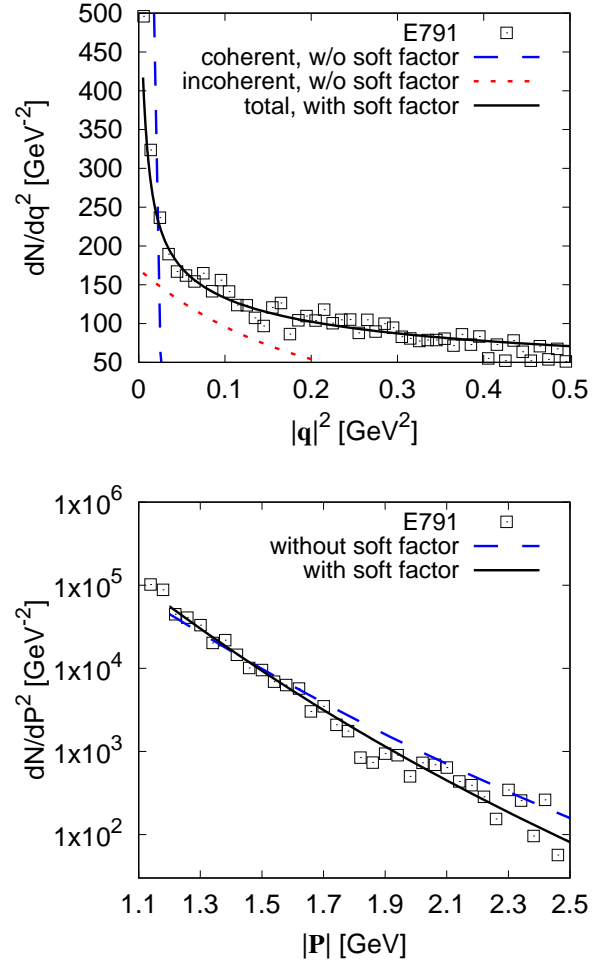 500
450
400
350
300
250
200
150
100
50
dN/dq² [GeV⁻²]
E791
coherent, w/o soft factor
incoherent, w/o soft factor
total, with soft factor
0 0.1 0.2 0.3 0.4 0.5
|q|² [GeV²]
1x10⁶
1x10⁵
1x10⁴
1x10³
1x10²
dN/dP² [GeV⁻²]
E791
without soft factor
with soft factor
1.1 1.3 1.5 1.7 1.9 2.1 2.3 2.5
|P| [GeV]